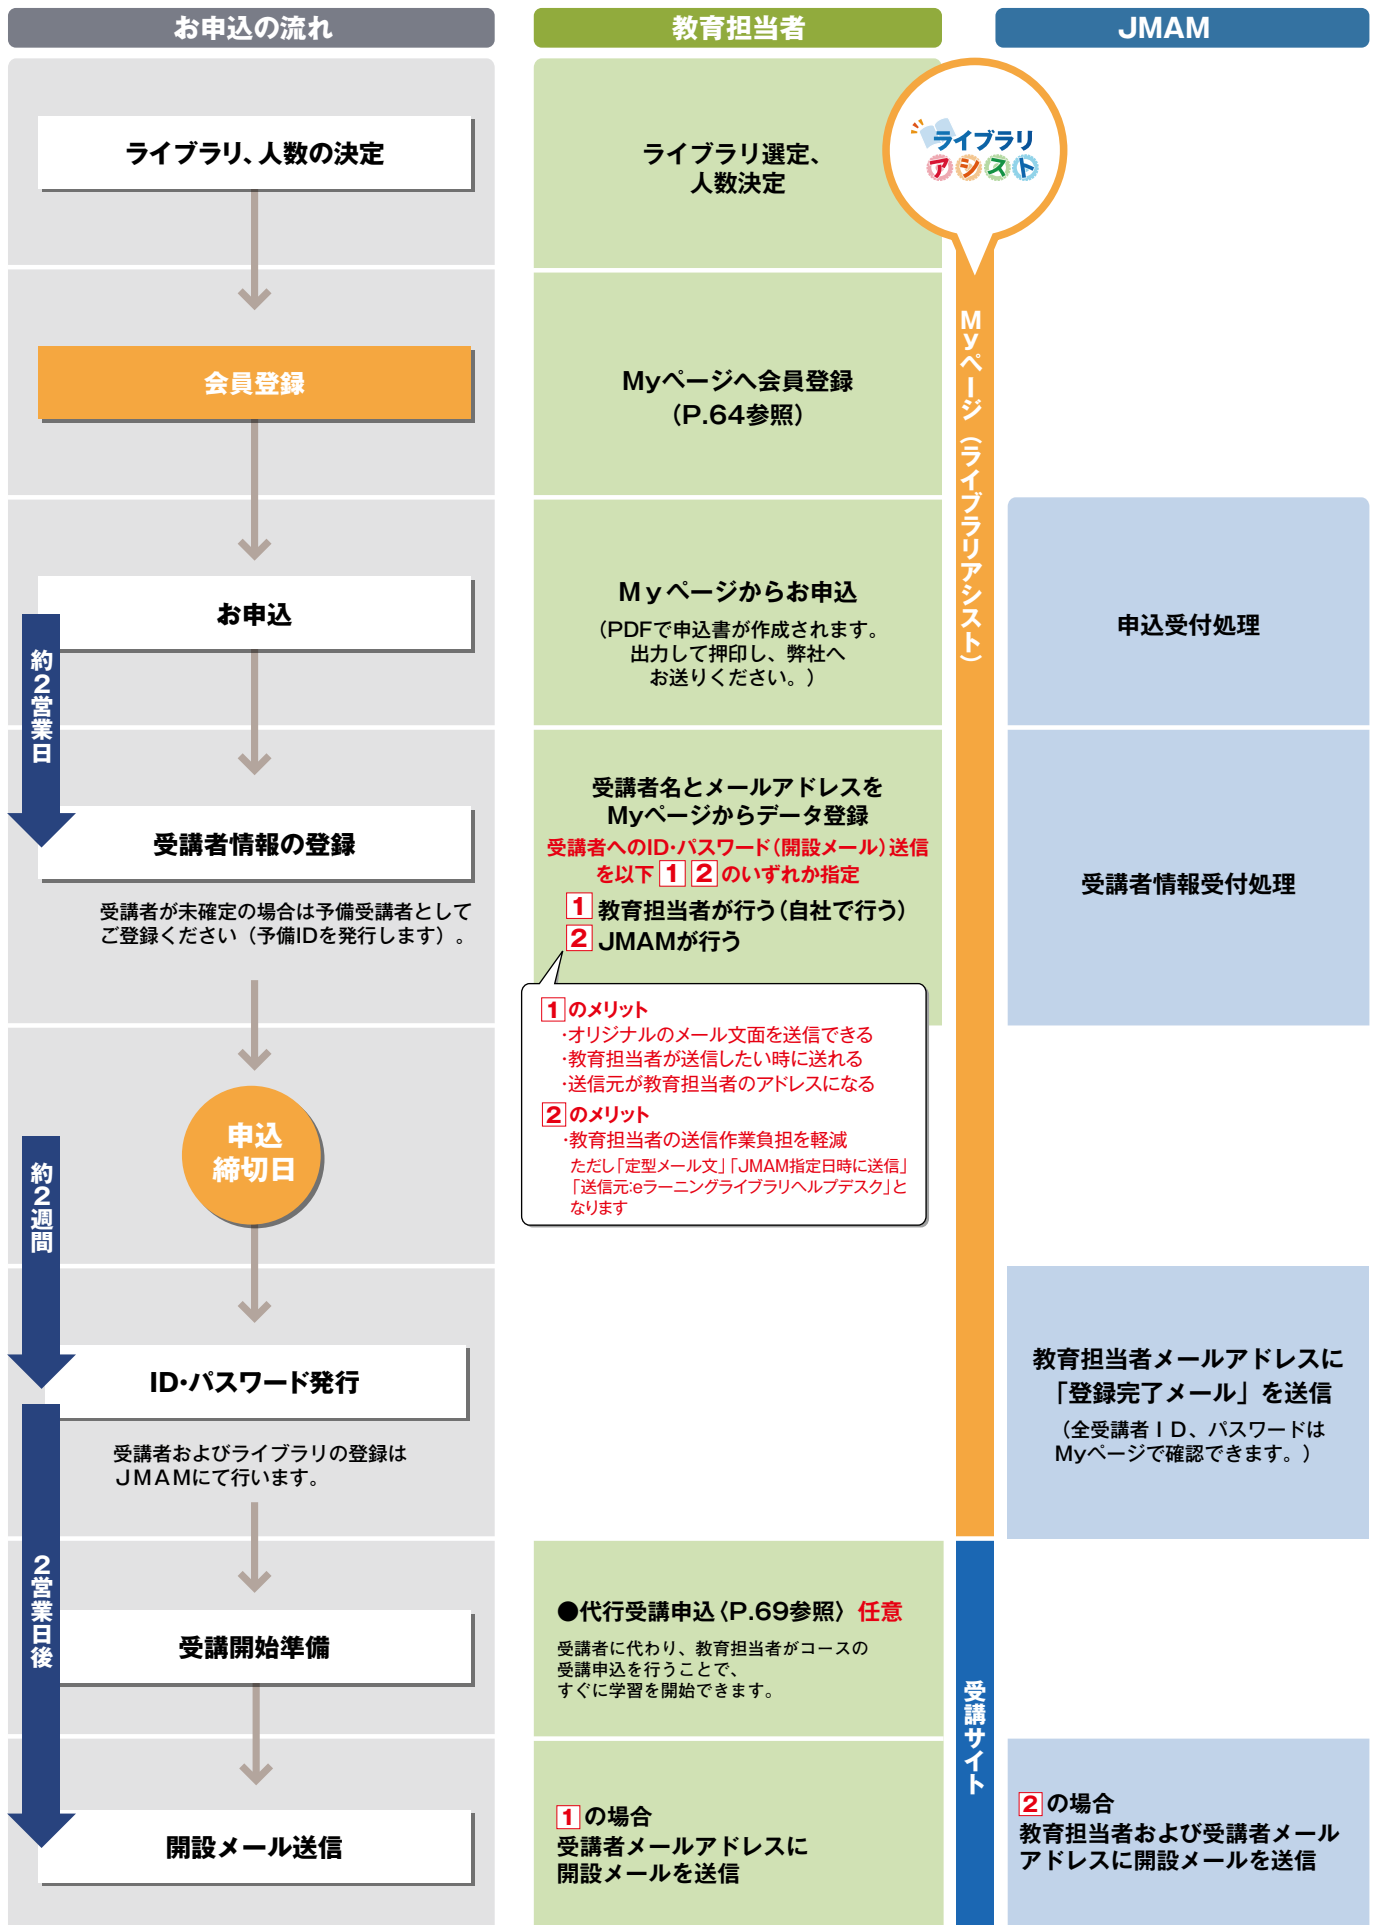 お申込の流れ
教育担当者
JMAM
ライブラリ
アシスト
ライブラリ、人数の決定
ライブラリ選定、
人数決定
会員登録
Myページへ会員登録
（P.64参照）
Myページ（ライブラリアシスト）
お申込
Myページからお申込
（PDFで申込書が作成されます。
出力して押印し、弊社へ
お送りください。）
申込受付処理
約2営業日
受講者情報の登録
受講者が未確定の場合は予備受講者として
ご登録ください（予備IDを発行します）。
受講者名とメールアドレスを
Myページからデータ登録
受講者へのID・パスワード（開設メール）送信
を以下 1 2 のいずれか指定
1 教育担当者が行う（自社で行う）
2 JMAMが行う
受講者情報受付処理
1のメリット
・オリジナルのメール文面を送信できる
・教育担当者が送信したい時に送れる
・送信元が教育担当者のアドレスになる
2のメリット
・教育担当者の送信作業負担を軽減
ただし「定型メール文」「JMAM指定日時に送信」
「送信元：eラーニングライブラリヘルプデスク」と
なります
申込
締切日
約2週間
ID・パスワード発行
受講者およびライブラリの登録は
JMAMにて行います。
教育担当者メールアドレスに
「登録完了メール」を送信
（全受講者ＩＤ、パスワードは
Myページで確認できます。）
2営業日後
受講開始準備
●代行受講申込〈P.69参照〉 任意
受講者に代わり、教育担当者がコースの
受講申込を行うことで、
すぐに学習を開始できます。
受講サイト
開設メール送信
1の場合
受講者メールアドレスに
開設メールを送信
2の場合
教育担当者および受講者メール
アドレスに開設メールを送信